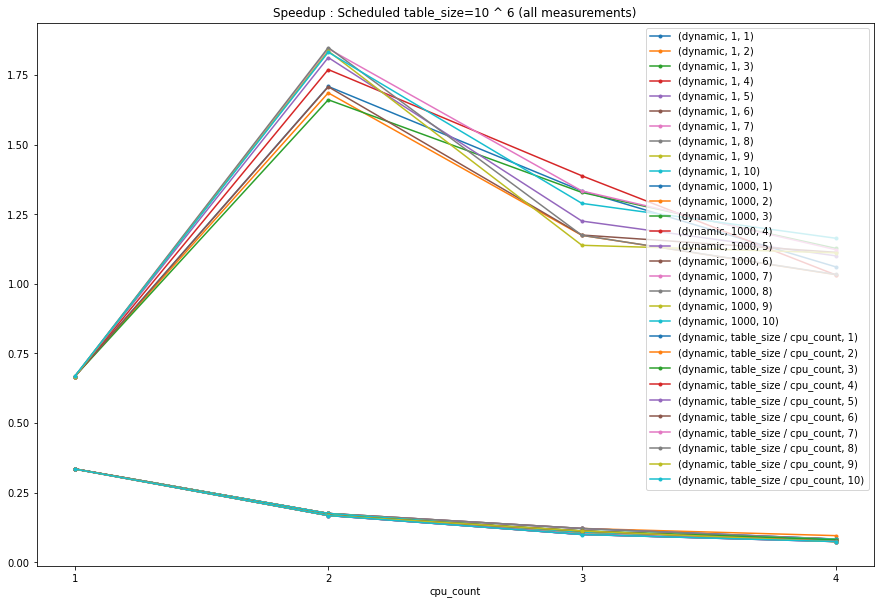 Speedup : Scheduled table_size=10 ^ 6 (all measurements)
(dynamic, 1, 1)
(dynamic, 1, 2)
(dynamic, 1, 3)
(dynamic, 1, 4)
(dynamic, 1, 5)
(dynamic, 1, 6)
(dynamic, 1, 7)
(dynamic, 1, 8)
(dynamic, 1, 9)
(dynamic, 1, 10)
(dynamic, 1000, 1)
(dynamic, 1000, 2)
(dynamic, 1000, 3)
(dynamic, 1000, 4)
(dynamic, 1000, 5)
(dynamic, 1000, 6)
(dynamic, 1000, 7)
(dynamic, 1000, 8)
(dynamic, 1000, 9)
(dynamic, 1000, 10)
(dynamic, table_size / cpu_count, 1)
(dynamic, table_size / cpu_count, 2)
(dynamic, table_size / cpu_count, 3)
(dynamic, table_size / cpu_count, 4)
(dynamic, table_size / cpu_count, 5)
(dynamic, table_size / cpu_count, 6)
(dynamic, table_size / cpu_count, 7)
(dynamic, table_size / cpu_count, 8)
(dynamic, table_size / cpu_count, 9)
(dynamic, table_size / cpu_count, 10)
1.75
1.50
1.25
1.00
0.75
0.50
0.25
0.00
1 2 3 4
cpu_count